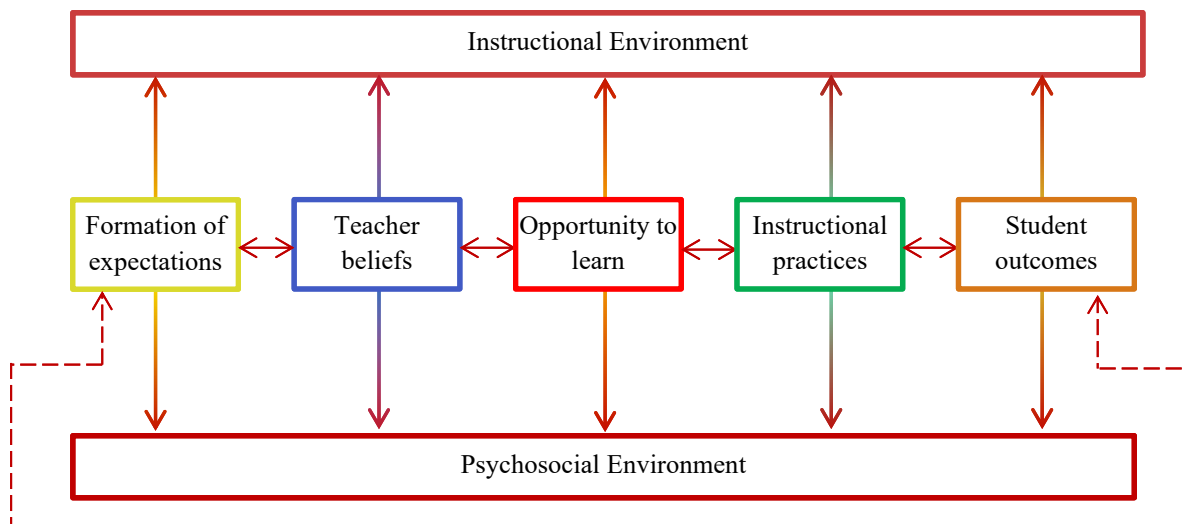 Instructional Environment
Formation of
expectations
Teacher
beliefs
Opportunity to
learn
Instructional
practices
Student
outcomes
Psychosocial Environment